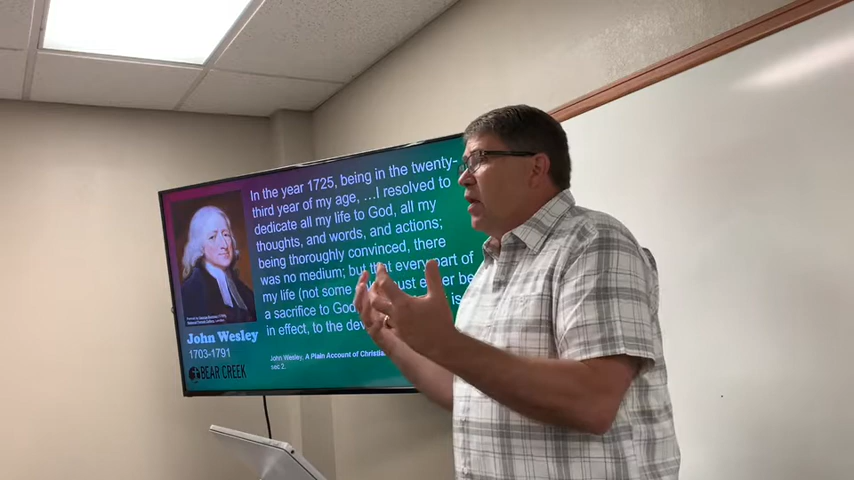 In the year 1725, being in the twenty-
third year of my age, …I resolved to
dedicate all my life to God, all my
thoughts, and words, and actions;
being thoroughly convinced, there
was no medium; but that every part of
my life (not some
a sacrifice to God
in effect, to the
John Wesley
1703-1791
BEAR CREEK
John Wesley, A Plain Account of
sec 2.